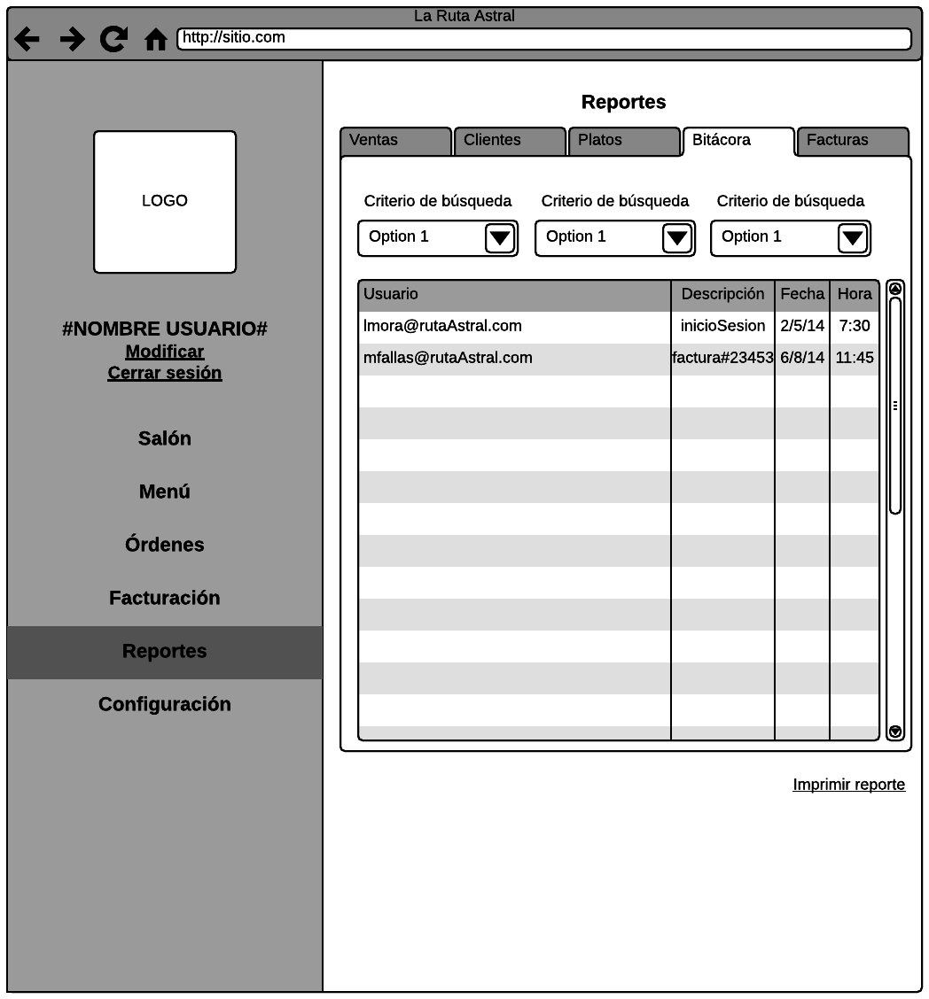 La Ruta Astral
http://sitio.com
LOGO
#NOMBRE USUARIO#
Modificar
Cerrar sesión
Salón
Menú
Órdenes
Facturación
Reportes
Configuración
Reportes
Ventas Clientes Platos Bitácora Facturas
Criterio de búsqueda Criterio de búsqueda Criterio de búsqueda
Option 1 Option 1 Option 1
Usuario Descripción Fecha Hora
lmora@rutaAstral.com inicioSesion 2/5/14 7:30
mfallas@rutaAstral.com factura#23453 6/8/14 11:45
Imprimir reporte